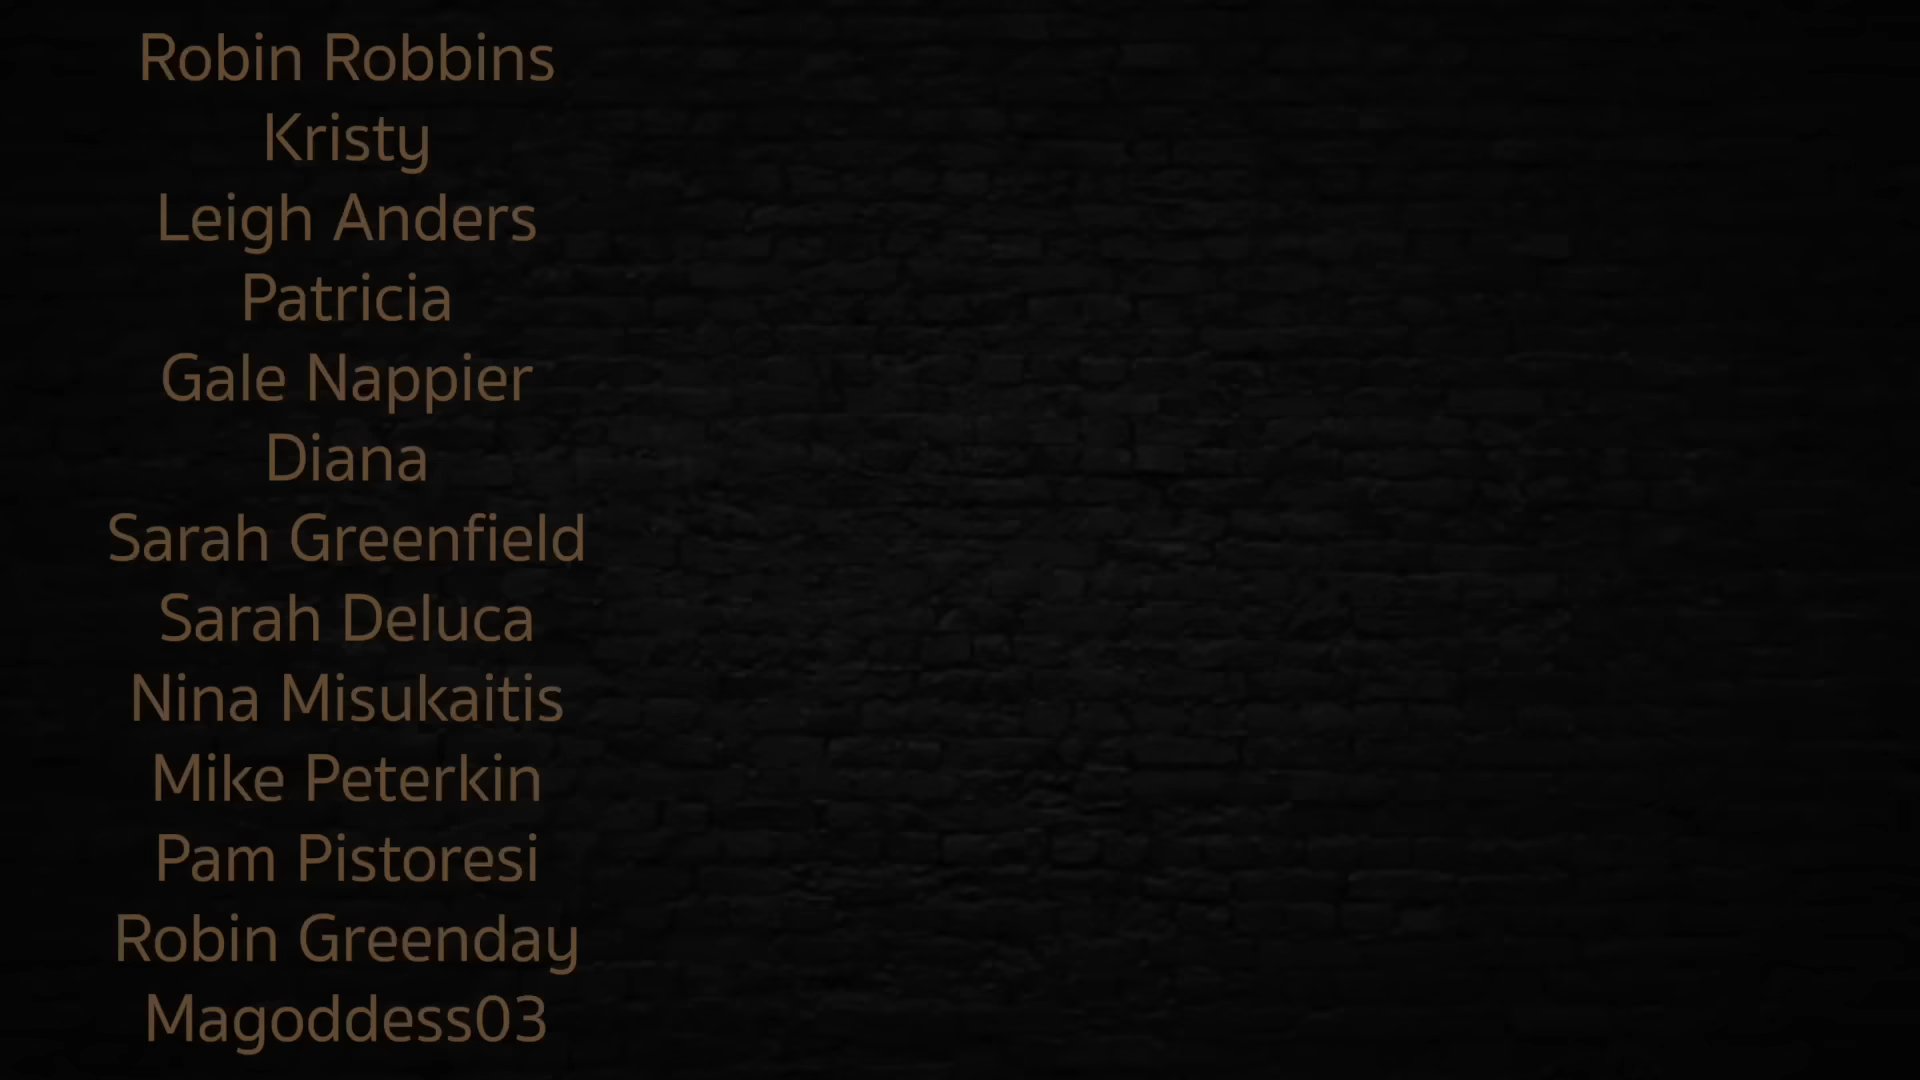 Robin Robbins
Kristy
Leigh Anders
Patricia
Gale Nappier
Diana
Sarah Greenfield
Sarah Deluca
Nina Misukaitis
Mike Peterkin
Pam Pistoresi
Robin Greenday
Magoddess03